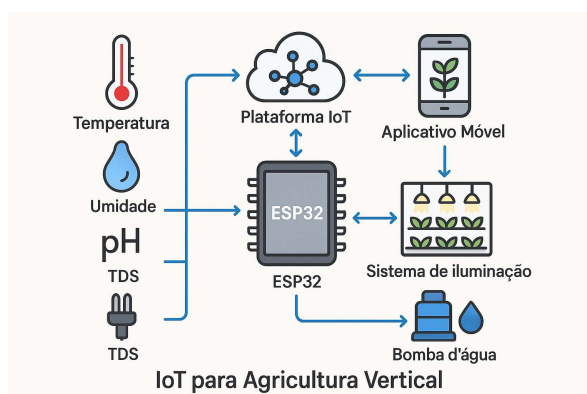 Temperatura
Umidade
pH
TDS
TDS
Plataforma IoT
Aplicativo Móvel
ESP32
ESP32
Sistema de iluminação
Bomba d'água
IoT para Agricultura Vertical